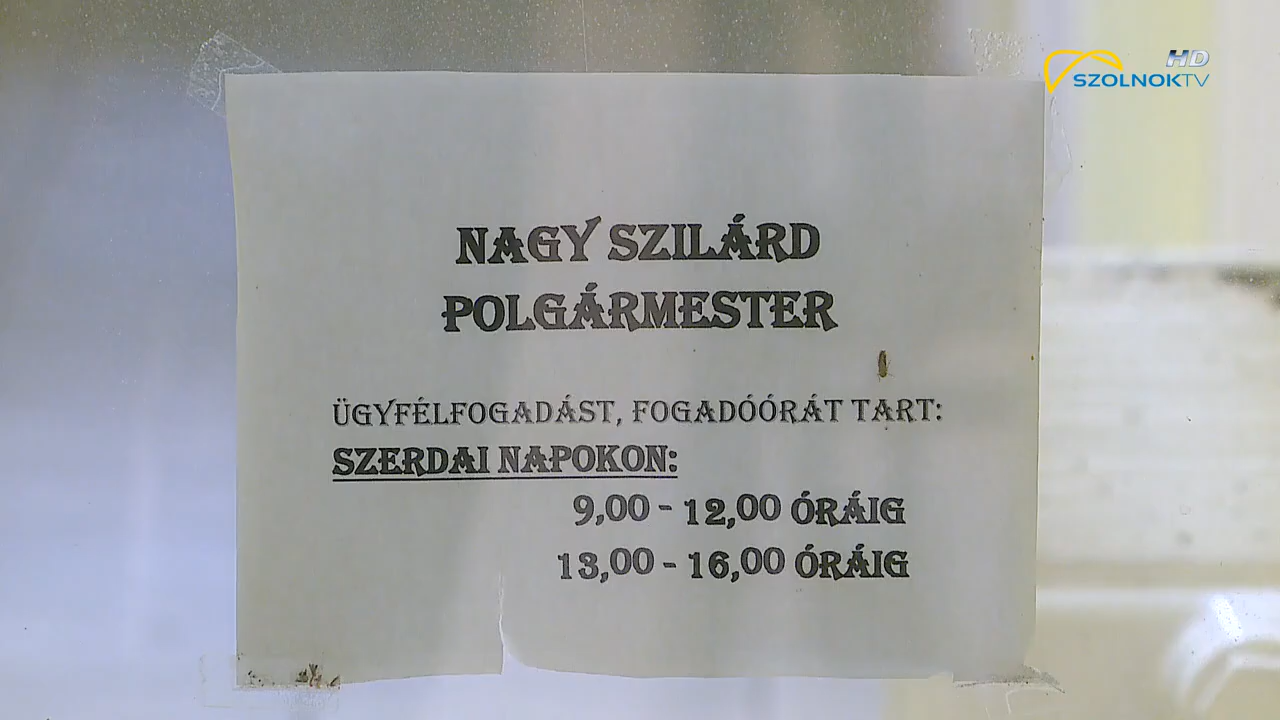 HD
SZOLNOKTV
NAGY SZILÁRD
POLGÁRMESTER
ÜGYFÉLFOGADÁST, FOGADÓÓRÁT TART:
SZERDAI NAPOKON:
9,00 - 12,00 ÓRÁIG
13,00 - 16,00 ÓRÁIG